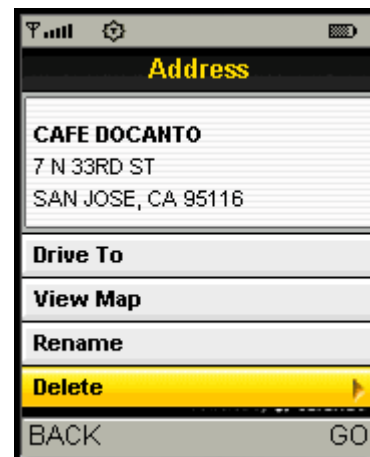 Address
CAFE DOCANTO
7 N 33RD ST
SAN JOSE, CA 95116
Drive To
View Map
Rename
Delete
BACK
GO